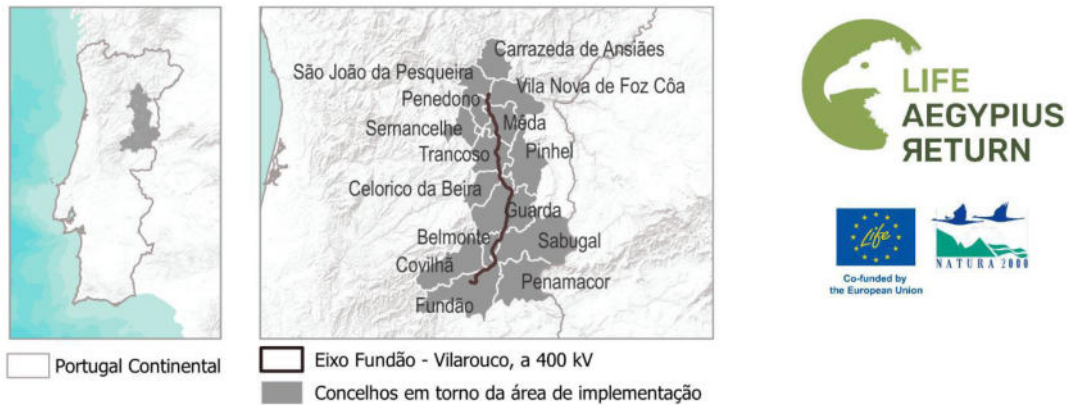 Carrazeda de Ansiães
São João da Pesqueira
Vila Nova de Foz Côa
Penedono
Mêda
Sernancelhe
Trancoso
Pinhel
Celorico da Beira
Guarda
Belmonte
Sabugal
Covilhã
Penamacor
Fundão
Portugal Continental
Eixo Fundão - Vilarouco, a 400 kV
Concelhos em torno da área de implementação
LIFE
AEGYPIUS
ЯETURN
Life
Co-funded by
the European Union
NATURA 2000